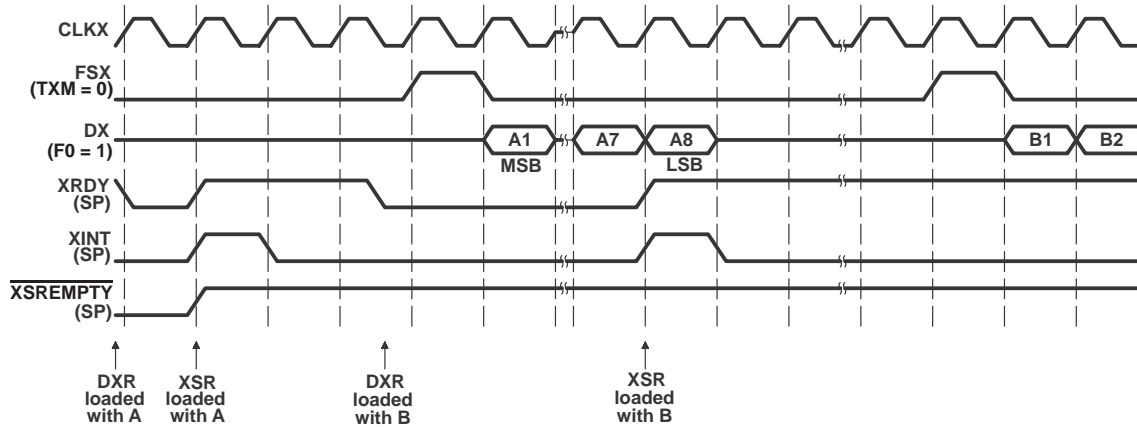 CLKX
FSX
(TXM = 0)
DX
(F0 = 1)
A1
A7
A8
B1
B2
MSB
LSB
XRDY
(SP)
XINT
(SP)
XSREMPTY
(SP)
DXR
loaded
with A
XSR
loaded
with A
DXR
loaded
with B
XSR
loaded
with B